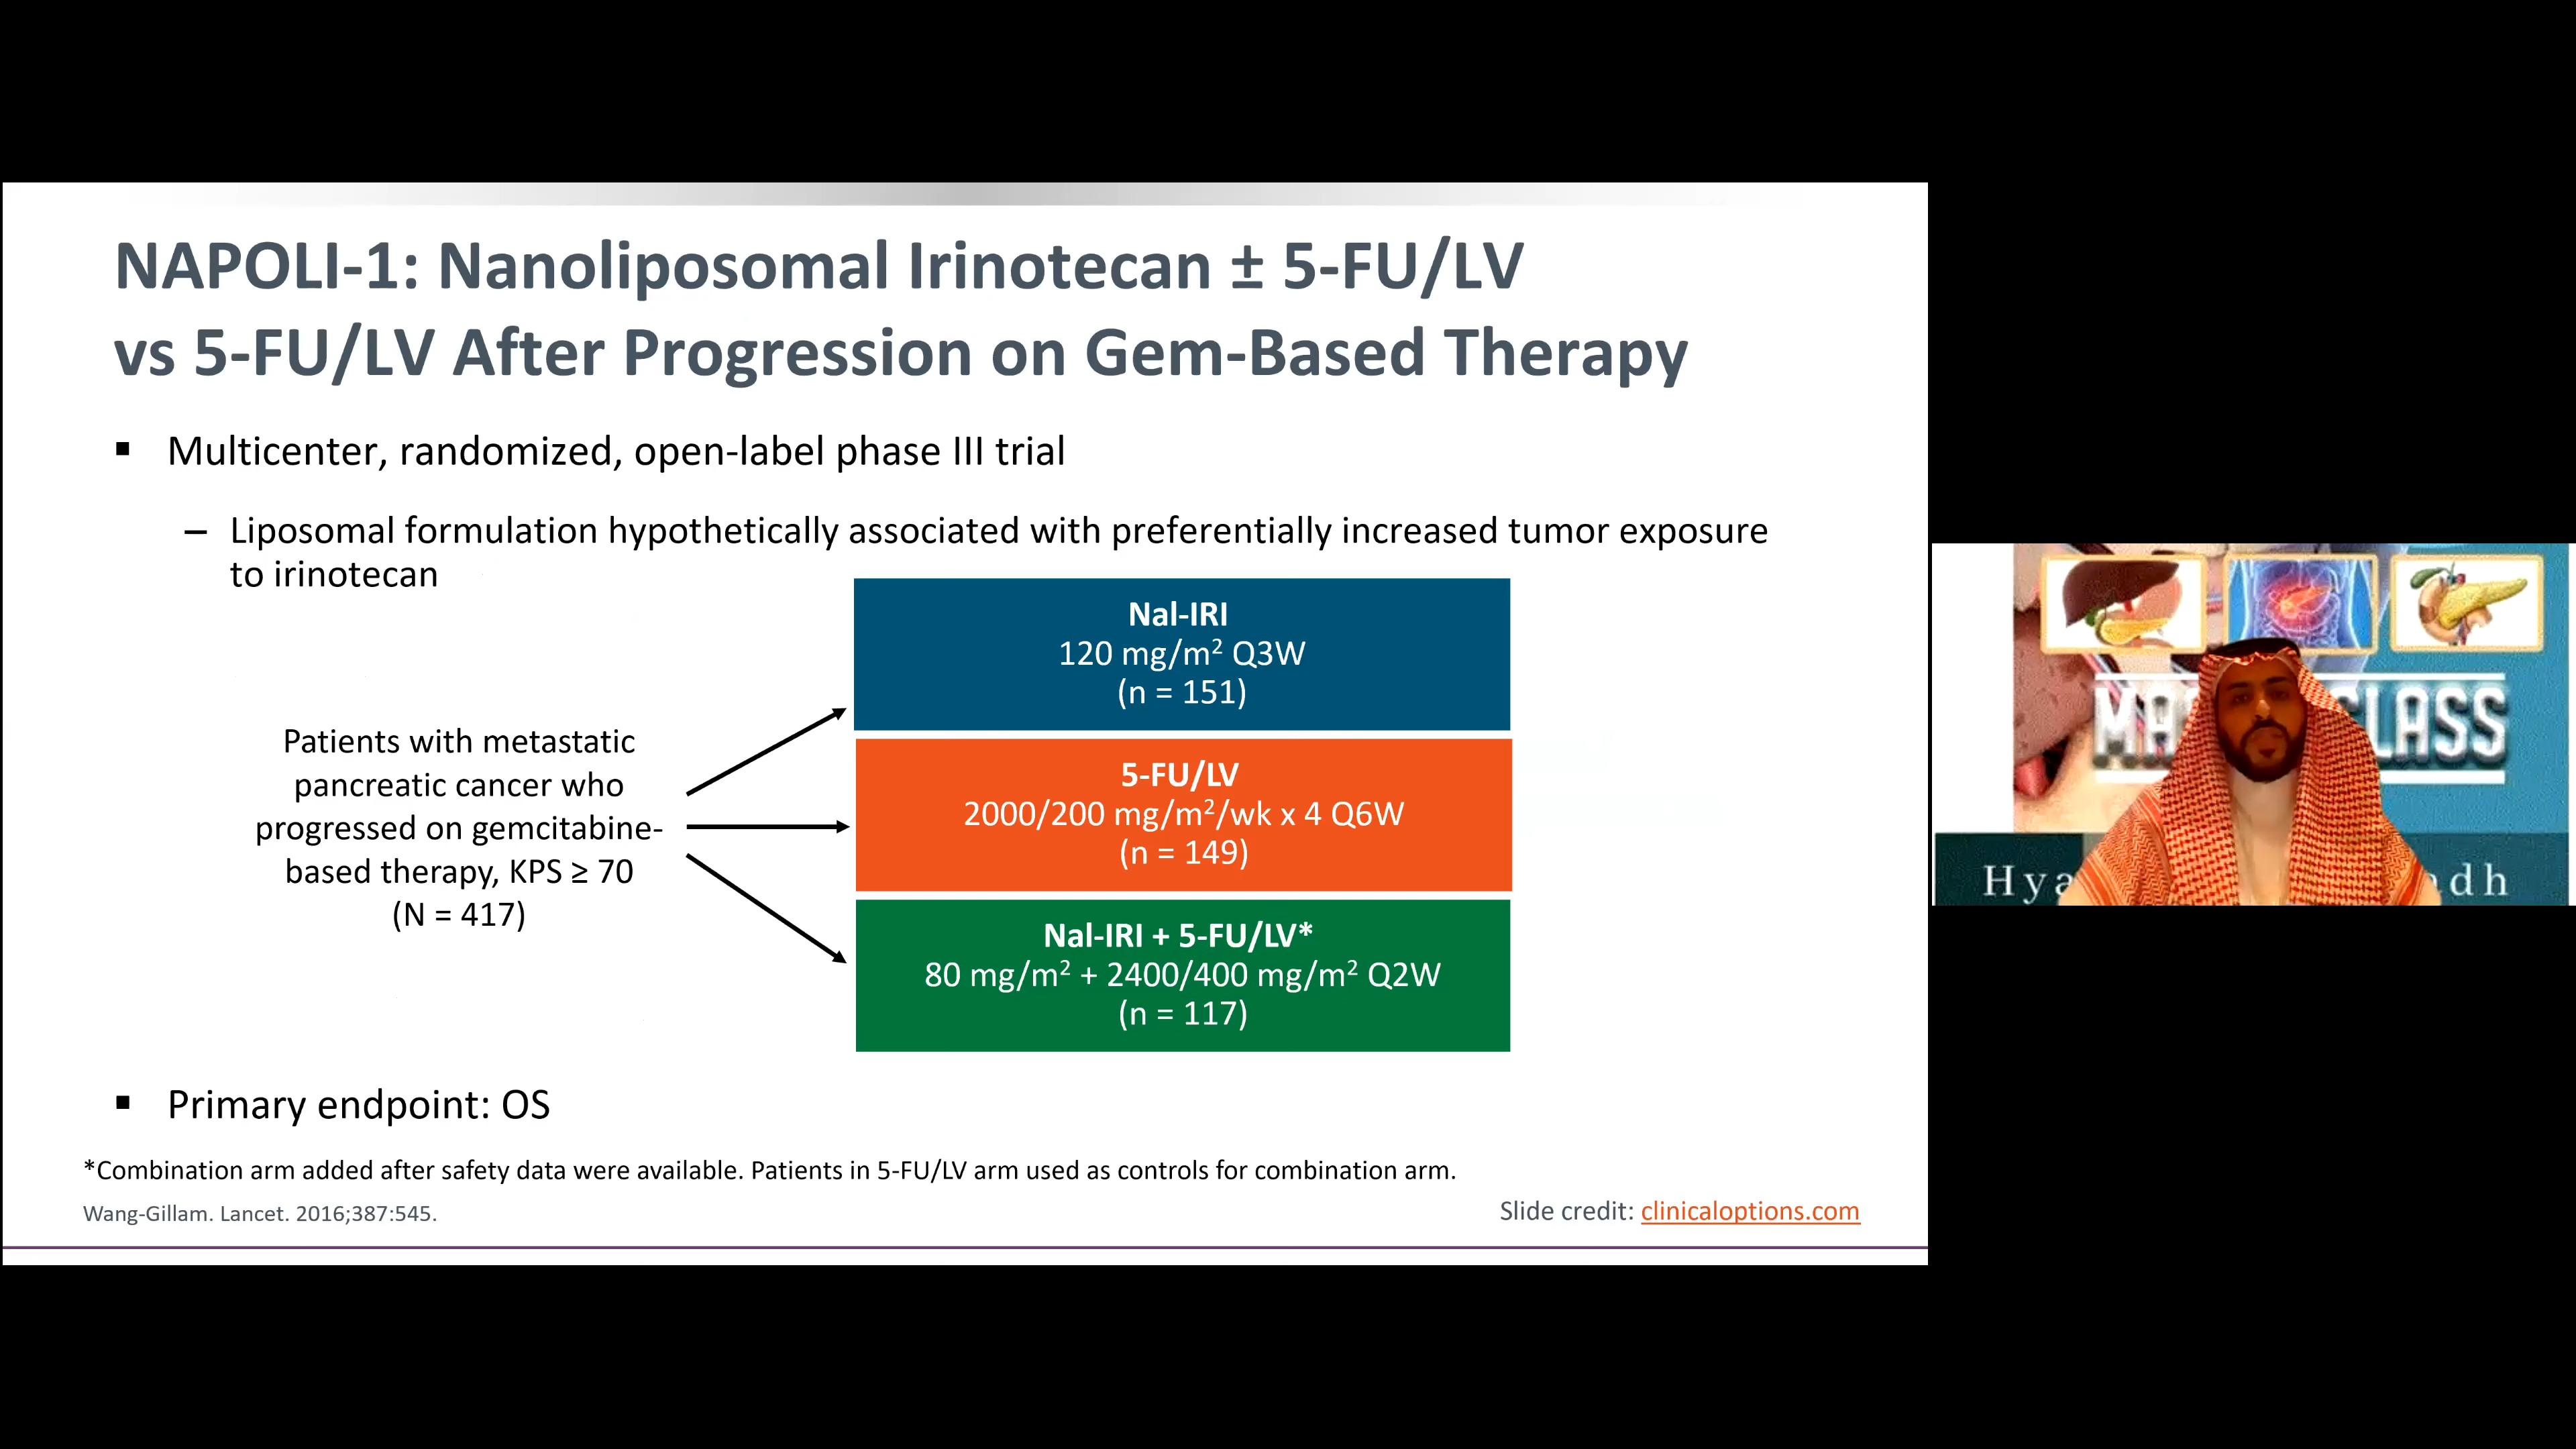 NAPOLI-1: Nanoliposomal Irinotecan ± 5-FU/LV
vs 5-FU/LV After Progression on Gem-Based Therapy
▪ Multicenter, randomized, open-label phase III trial
– Liposomal formulation hypothetically associated with preferentially increased tumor exposure
to irinotecan
Patients with metastatic
pancreatic cancer who
progressed on gemcitabine-
based therapy, KPS ≥ 70
(N = 417)
Nal-IRI
120 mg/m² Q3W
(n = 151)
5-FU/LV
2000/200 mg/m²/wk x 4 Q6W
(n = 149)
Nal-IRI + 5-FU/LV*
80 mg/m² + 2400/400 mg/m² Q2W
(n = 117)
▪ Primary endpoint: OS
*Combination arm added after safety data were available. Patients in 5-FU/LV arm used as controls for combination arm.
Wang-Gillam. Lancet. 2016;387:545.
Slide credit: clinicaloptions.com